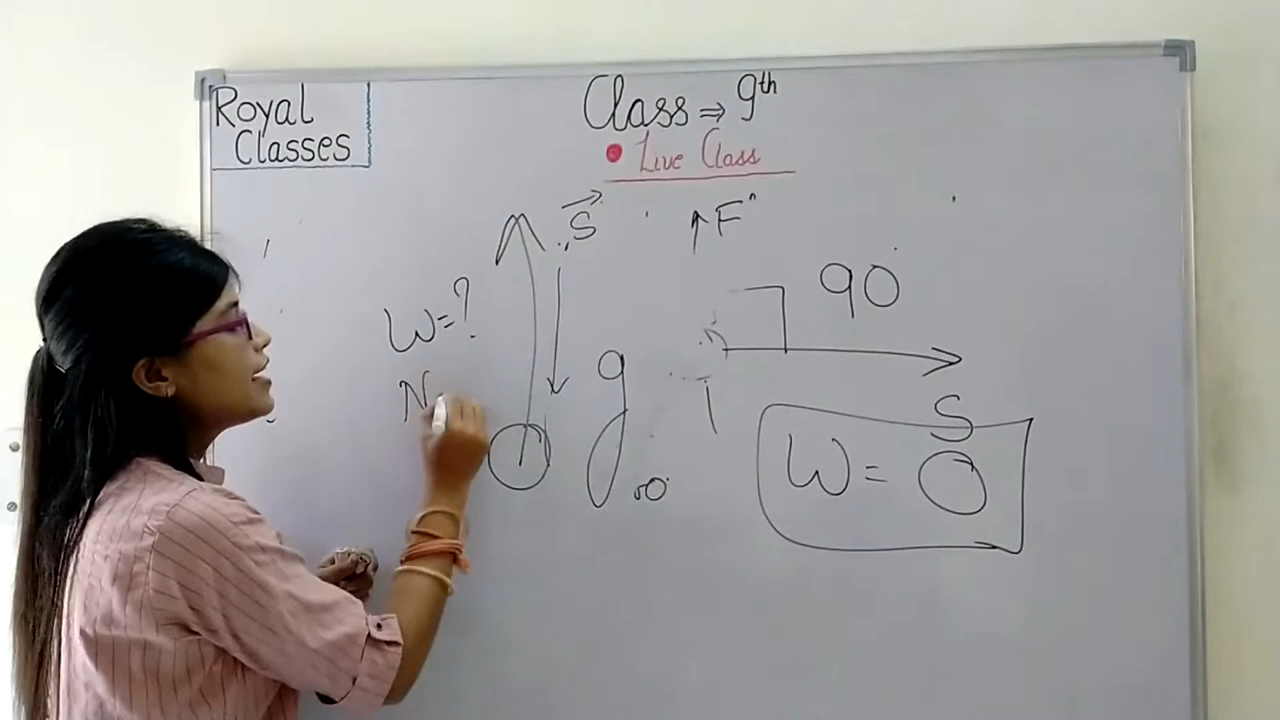 Royal
Classes
Class ⇒ 9th
Live Class
S
↑ F
90
W=?
N
g
S
W = 0